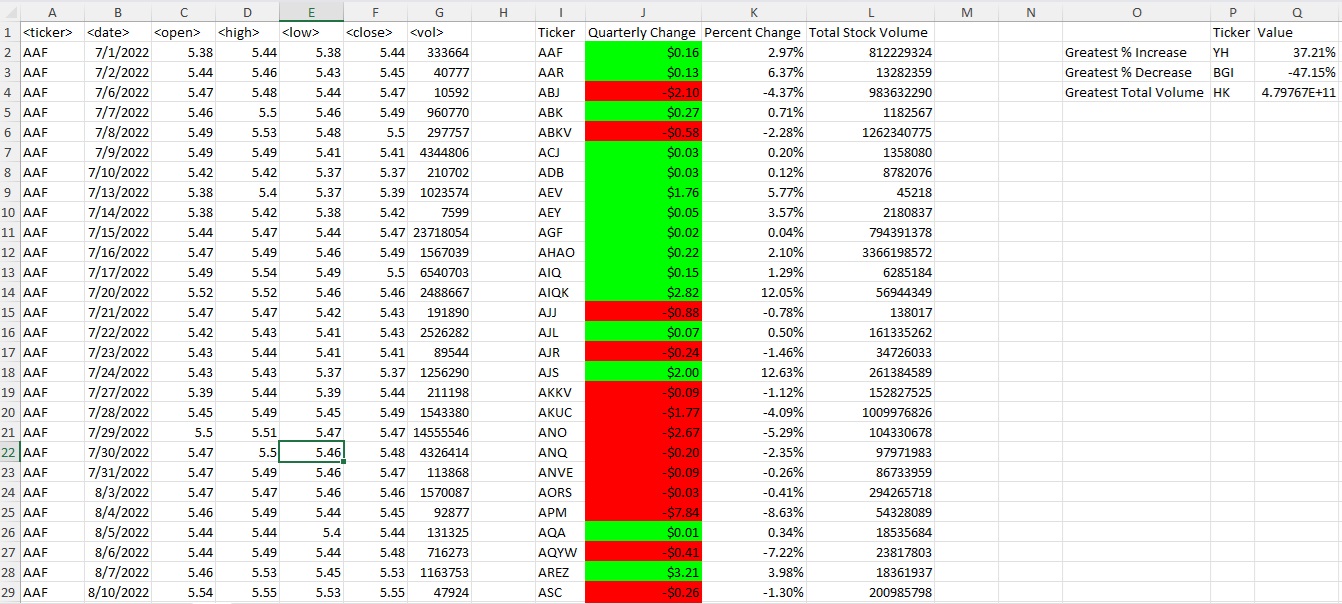 A B C D E F G H I J K L M N O P Q
1 <ticker> <date> <open> <high> <low> <close> <vol> Ticker Quarterly Change Percent Change Total Stock Volume Ticker Value
2 AAF 7/1/2022 5.38 5.44 5.38 5.44 333664 AAF $0.16 2.97% 812229324 Greatest % Increase YH 37.21%
3 AAF 7/2/2022 5.44 5.46 5.43 5.45 40777 AAR $0.13 6.37% 13282359 Greatest % Decrease BGI -47.15%
4 AAF 7/6/2022 5.47 5.48 5.44 5.47 10592 ABJ -$2.10 -4.37% 983632290 Greatest Total Volume HK 4.79767E+11
5 AAF 7/7/2022 5.46 5.5 5.46 5.49 960770 ABK $0.27 0.71% 1182567
6 AAF 7/8/2022 5.49 5.53 5.48 5.5 297757 ABKV -$0.58 -2.28% 1262340775
7 AAF 7/9/2022 5.49 5.49 5.41 5.41 4344806 ACJ $0.03 0.20% 1358080
8 AAF 7/10/2022 5.42 5.42 5.37 5.37 210702 ADB $0.03 0.12% 8782076
9 AAF 7/13/2022 5.38 5.4 5.37 5.39 1023574 AEV $1.76 5.77% 45218
10 AAF 7/14/2022 5.38 5.42 5.38 5.42 7599 AEY $0.05 3.57% 2180837
11 AAF 7/15/2022 5.44 5.47 5.44 5.47 23718054 AGF $0.02 0.04% 794391378
12 AAF 7/16/2022 5.47 5.49 5.46 5.49 1567039 AHAO $0.22 2.10% 3366198572
13 AAF 7/17/2022 5.49 5.54 5.49 5.5 6540703 AIQ $0.15 1.29% 6285184
14 AAF 7/20/2022 5.52 5.52 5.46 5.46 2488667 AIQK $2.82 12.05% 56944349
15 AAF 7/21/2022 5.47 5.47 5.42 5.43 191890 AJJ -$0.88 -0.78% 138017
16 AAF 7/22/2022 5.42 5.43 5.41 5.43 2526282 AJL $0.07 0.50% 161335262
17 AAF 7/23/2022 5.43 5.44 5.41 5.41 89544 AJR -$0.24 -1.46% 34726033
18 AAF 7/24/2022 5.43 5.43 5.37 5.37 1256290 AJS $2.00 12.63% 261384589
19 AAF 7/27/2022 5.39 5.44 5.39 5.44 211198 AKKV -$0.09 -1.12% 152827525
20 AAF 7/28/2022 5.45 5.49 5.45 5.49 1543380 AKUC -$1.77 -4.09% 1009976826
21 AAF 7/29/2022 5.5 5.51 5.47 5.47 14555546 ANO -$2.67 -5.29% 104330678
22 AAF 7/30/2022 5.47 5.5 5.46 5.48 4326414 ANQ -$0.20 -2.35% 97971983
23 AAF 7/31/2022 5.47 5.49 5.46 5.47 113868 ANVE -$0.09 -0.26% 86733959
24 AAF 8/3/2022 5.47 5.47 5.46 5.46 1570087 AORS -$0.03 -0.41% 294265718
25 AAF 8/4/2022 5.46 5.49 5.44 5.45 92877 APM -$7.84 -8.63% 54328089
26 AAF 8/5/2022 5.44 5.44 5.4 5.44 131325 AQA $0.01 0.34% 18535684
27 AAF 8/6/2022 5.44 5.49 5.44 5.48 716273 AQYW -$0.41 -7.22% 23817803
28 AAF 8/7/2022 5.46 5.53 5.45 5.53 1163753 AREZ $3.21 3.98% 18361937
29 AAF 8/10/2022 5.54 5.55 5.53 5.55 47924 ASC -$0.26 -1.30% 200985798